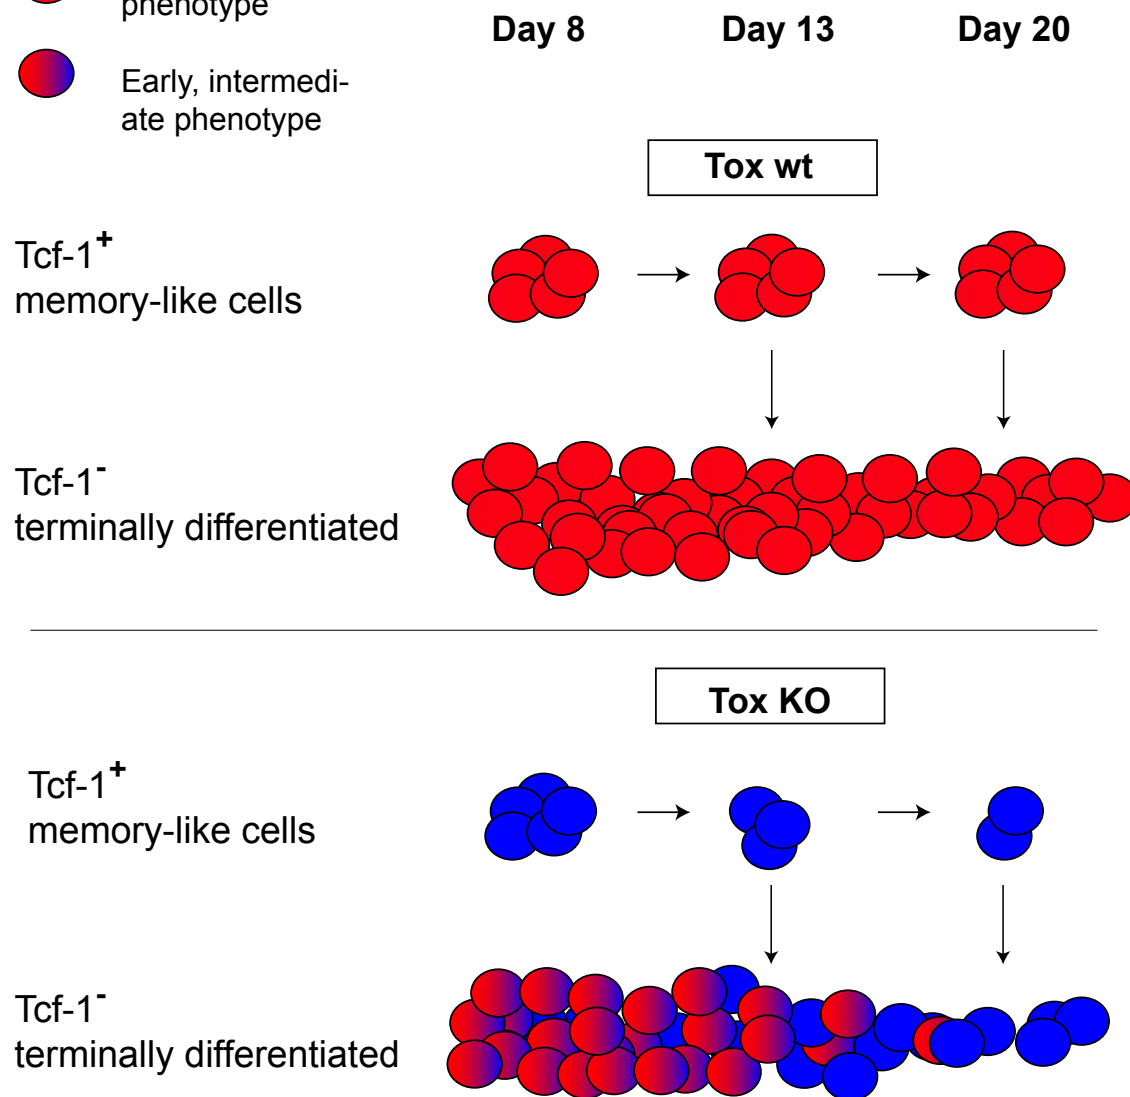 phenotype
Day 8 Day 13 Day 20
Early, intermedi-
ate phenotype
Tox wt
Tcf-1+
memory-like cells
Tcf-1-
terminally differentiated
Tox KO
Tcf-1+
memory-like cells
Tcf-1-
terminally differentiated